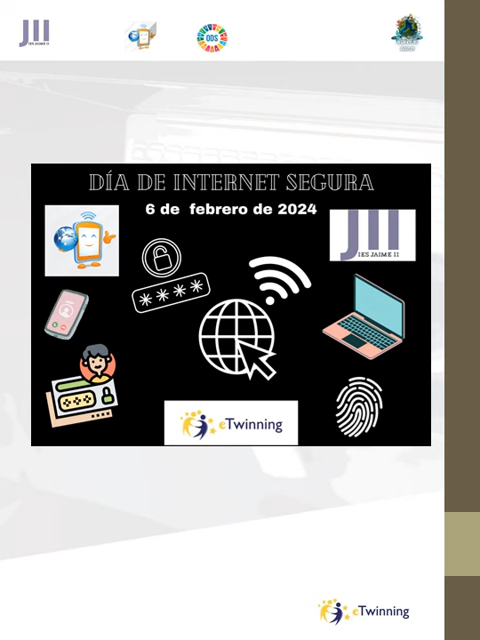 JII
IES JAIME II
ODS
DÍA DE INTERNET SEGURA
6 de febrero de 2024
JII
IES JAIME II
****
eTwinning
eTwinning